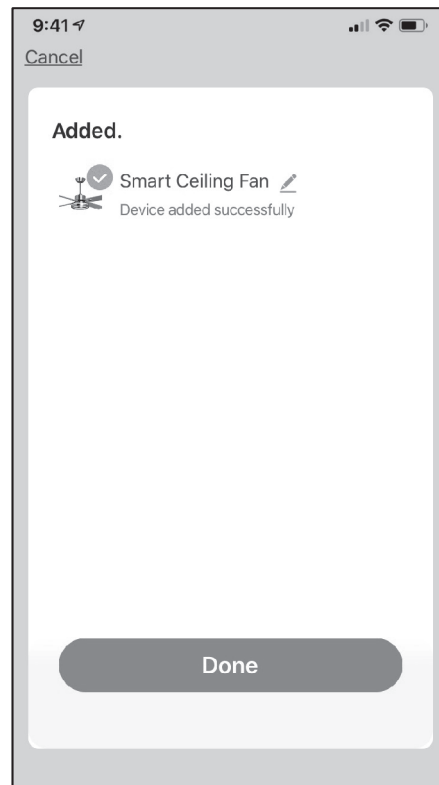 9:41
Cancel
Added.
Smart Ceiling Fan
Device added successfully
Done